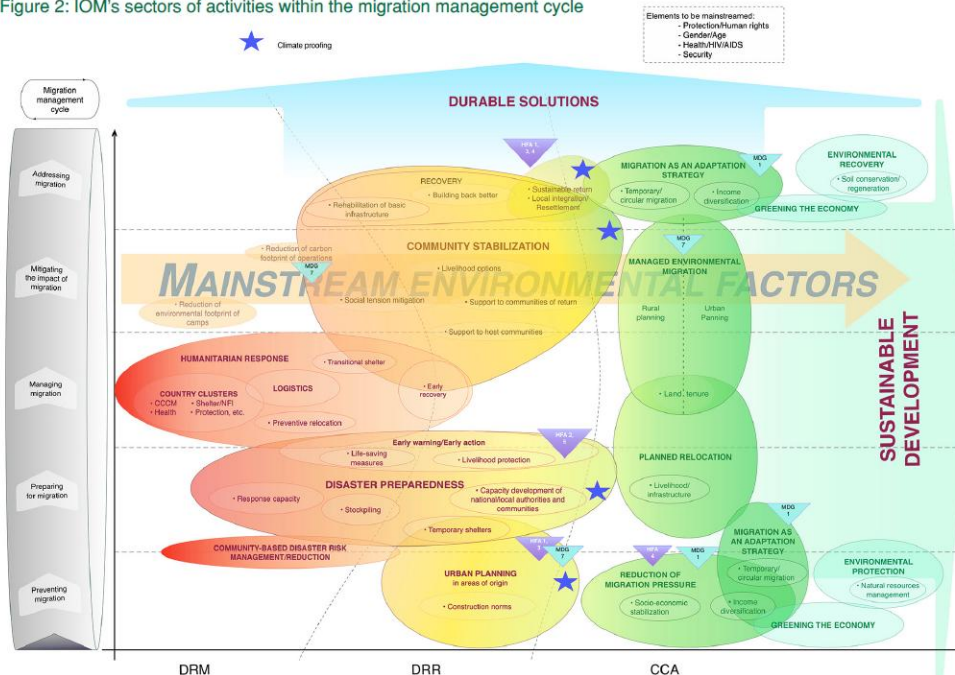 Figure 2: IOM's sectors of activities within the migration management cycle
Climate proofing
Elements to be mainstreamed:
- Protection/Human rights
- Gender/Age
- Health/HIV/AIDS
- Security
Migration
management
cycle
DURABLE SOLUTIONS
Addressing
migration
HFA 1,
3, 4
RECOVERY
• Building back better
• Rehabilitation of basic
infrastructure
• Sustainable return
• Local integration/
Resettlement
MIGRATION AS AN ADAPTATION
STRATEGY
MDG
1
• Temporary/
circular migration
• Income
diversification
ENVIRONMENTAL
RECOVERY
• Soil conservation/
regeneration
GREENING THE ECONOMY
Mitigating
the impact of
migration
• Reduction of carbon
footprint of operations
MDG
7
COMMUNITY STABILIZATION
• Livelihood options
MDG
7
MANAGED ENVIRONMENTAL
MIGRATION
MAINSTREAM ENVIRONMENTAL FACTORS
• Reduction of
environmental footprint of
camps
• Social tension mitigation
• Support to communities of return
• Support to host communities
Rural
planning
Urban
Panning
Managing
migration
HUMANITARIAN RESPONSE
• Transitional shelter
COUNTRY CLUSTERS
• CCCM
• Shelter/NFI
• Health
• Protection, etc.
LOGISTICS
• Early
recovery
• Preventive relocation
• Land tenure
SUSTAINABLE
DEVELOPMENT
Preparing
for migration
Early warning/Early action
HFA 2,
5
• Life-saving
measures
• Livelihood protection
DISASTER PREPAREDNESS
• Response capacity
• Stockpiling
• Capacity development of
national/local authorities and
communities
• Temporary shelters
PLANNED RELOCATION
• Livelihood/
infrastructure
Preventing
migration
COMMUNITY-BASED DISASTER RISK
MANAGEMENT/REDUCTION
HFA 1,
MDG
7
URBAN PLANNING
in areas of origin
• Construction norms
HFA
4
MDG
1
REDUCTION OF
MIGRATION PRESSURE
• Socio-economic
stabilization
MDG
1
MIGRATION AS
AN ADAPTATION
STRATEGY
• Temporary/
circular migration
• Income
diversification
ENVIRONMENTAL
PROTECTION
• Natural resources
management
GREENING THE ECONOMY
DRM
DRR
CCA